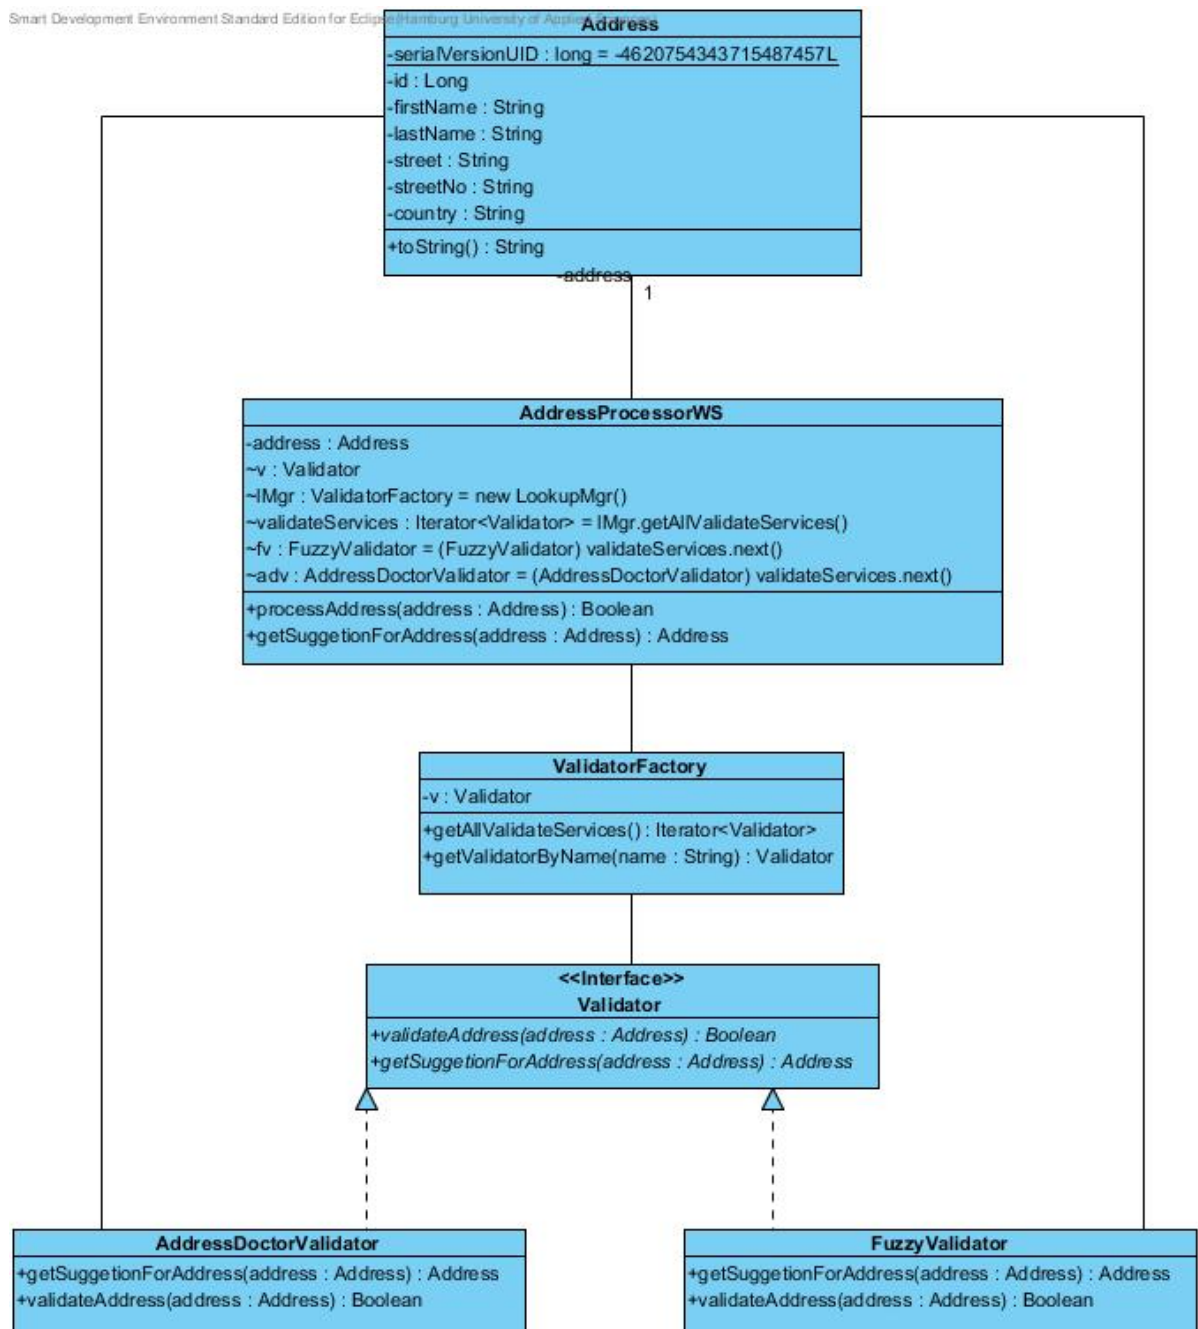 Smart Development Environment Standard Edition for Eclipse(Hamburg University of Applied
Address
-serialVersionUID : long = -4620754343715487457L
-id : Long
-firstName : String
-lastName : String
-street : String
-streetNo : String
-country : String
+toString() : String
-address
1
AddressProcessorWS
-address : Address
~v : Validator
~lMgr : ValidatorFactory = new LookupMgr()
~validateServices : Iterator<Validator> = lMgr.getAllValidateServices()
~fv : FuzzyValidator = (FuzzyValidator) validateServices.next()
~adv : AddressDoctorValidator = (AddressDoctorValidator) validateServices.next()
+processAddress(address : Address) : Boolean
+getSuggetionForAddress(address : Address) : Address
ValidatorFactory
-v : Validator
+getAllValidateServices() : Iterator<Validator>
+getValidatorByName(name : String) : Validator
<<Interface>>
Validator
+validateAddress(address : Address) : Boolean
+getSuggetionForAddress(address : Address) : Address
AddressDoctorValidator
+getSuggetionForAddress(address : Address) : Address
+validateAddress(address : Address) : Boolean
FuzzyValidator
+getSuggetionForAddress(address : Address) : Address
+validateAddress(address : Address) : Boolean